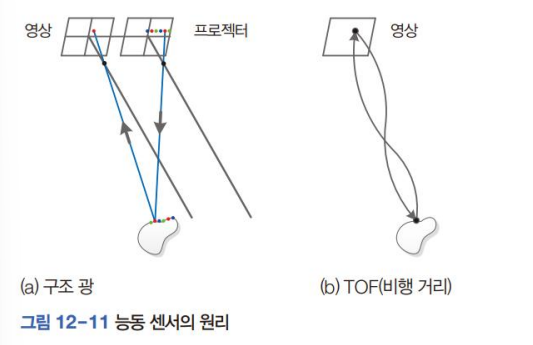 영상
프로젝터
영상
(a) 구조 광
(b) TOF(비행 거리)
그림 12-11 능동 센서의 원리